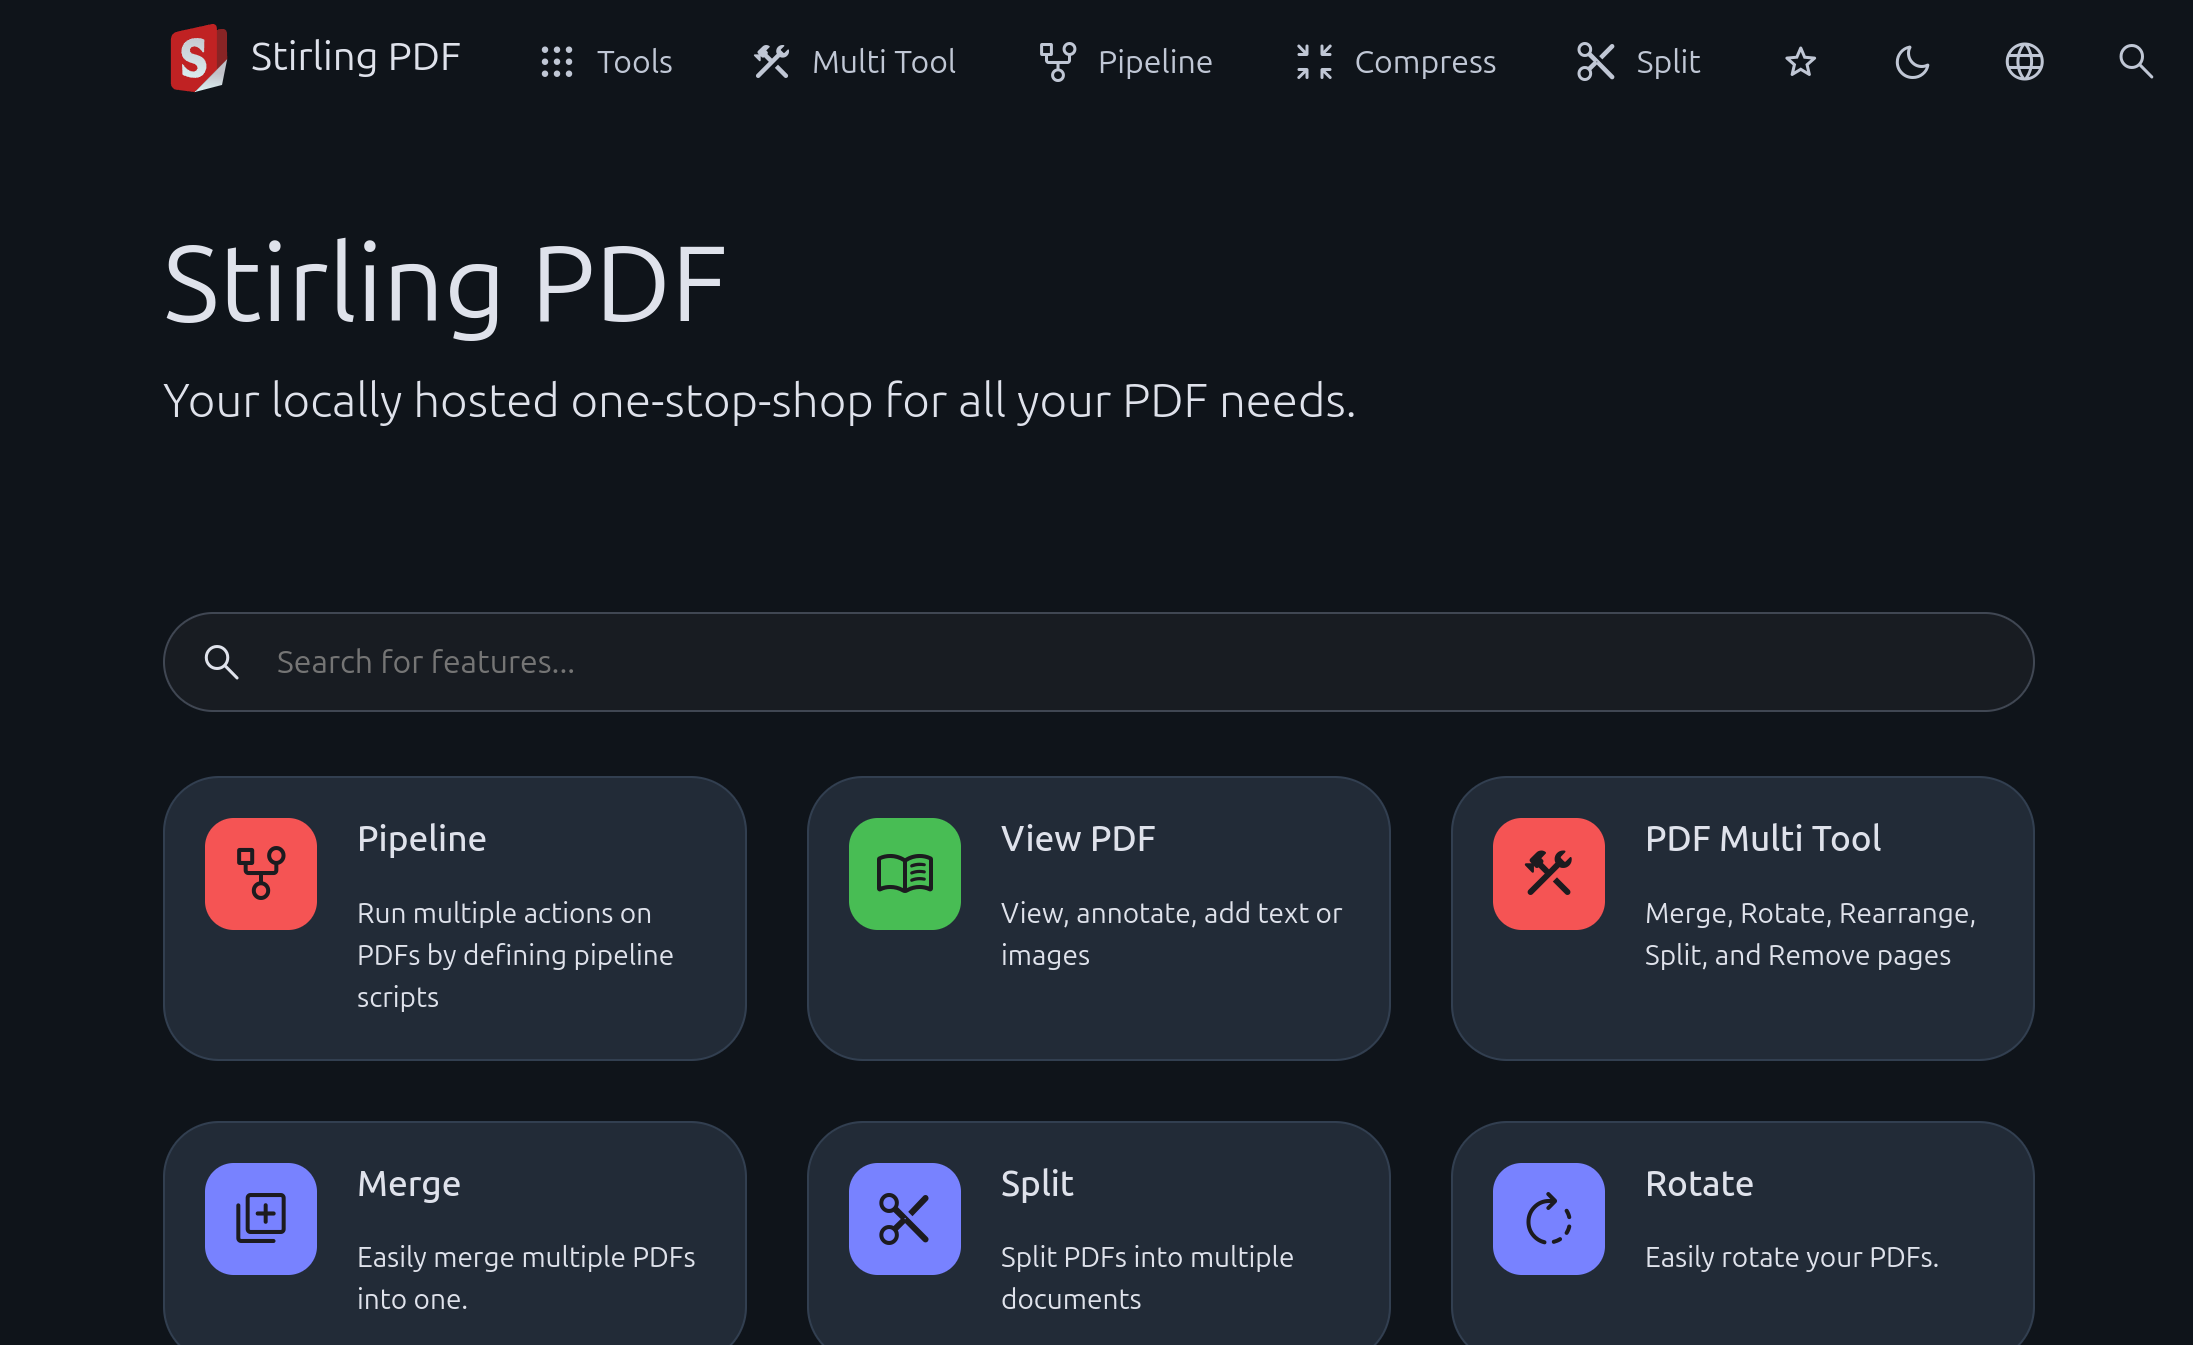 Stirling PDF
Tools
Multi Tool
Pipeline
Compress
Split
Stirling PDF
Your locally hosted one-stop-shop for all your PDF needs.
Search for features...
Pipeline
Run multiple actions on
PDFs by defining pipeline
scripts
View PDF
View, annotate, add text or
images
PDF Multi Tool
Merge, Rotate, Rearrange,
Split, and Remove pages
Merge
Easily merge multiple PDFs
into one.
Split
Split PDFs into multiple
documents
Rotate
Easily rotate your PDFs.